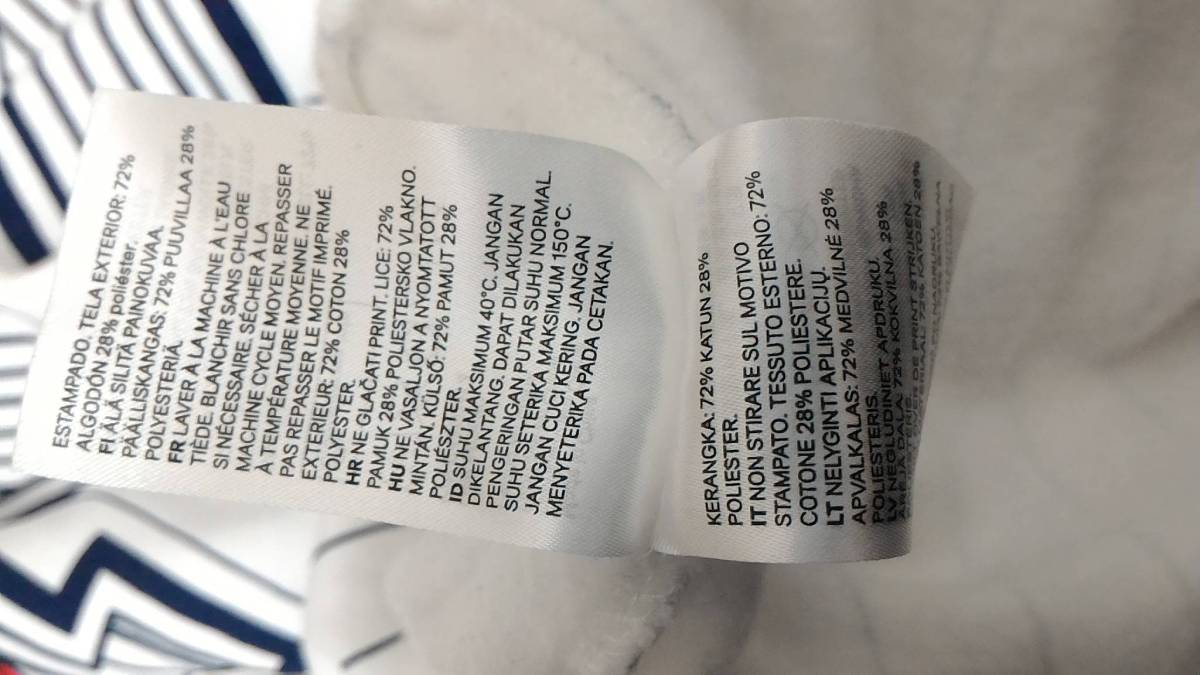 ESTAMPADO. TELA EXTERIOR: 72%
ALGODÓN 28% poliéster.
FI ÄLÄ SILITÄ PAINOKUVAA.
PÄÄLLISKANGAS: 72% PUUVILLAA 28%
POLYESTERIÄ.
FR LAVER À LA MACHINE À L'EAU
TIÈDE. BLANCHIR SANS CHLORE
SI NÉCESSAIRE. SÉCHER À LA
MACHINE CYCLE MOYEN. REPASSER
À TEMPÉRATURE MOYENNE. NE
PAS REPASSER LE MOTIF IMPRIMÉ.
EXTERIEUR: 72% COTON 28%
POLYESTER.
HR NE GLAČATI PRINT. LICE: 72%
PAMUK 28% POLIESTERSKO VLAKNO.
HU NE VASALJON A NYOMTATOTT
MINTÁN. KÜLSŐ: 72% PAMUT 28%
POLIÉSZTER.
ID SUHU MAKSIMUM 40°C. JANGAN
DIKELANTANG. DAPAT DILAKUKAN
PENGERINGAN PUTAR SUHU NORMAL.
SUHU SETERIKA MAKSIMUM 150°C.
JANGAN CUCI KERING. JANGAN
MENYETERIKA PADA CETAKAN.
KERANGKA: 72% KATUN 28%
POLIESTER.
IT NON STIRARE SUL MOTIVO
STAMPATO. TESSUTO ESTERNO: 72%
COTONE 28% POLIESTERE.
LT NELYGINTI APLIKACIJŲ.
APVALKALAS: 72% MEDVILNĖ 28%
POLIESTERIS.
LV NEGLUDINIET APDRUKU.
ĀRĒJĀ DAĻA: 72% KOKVILNA 28%